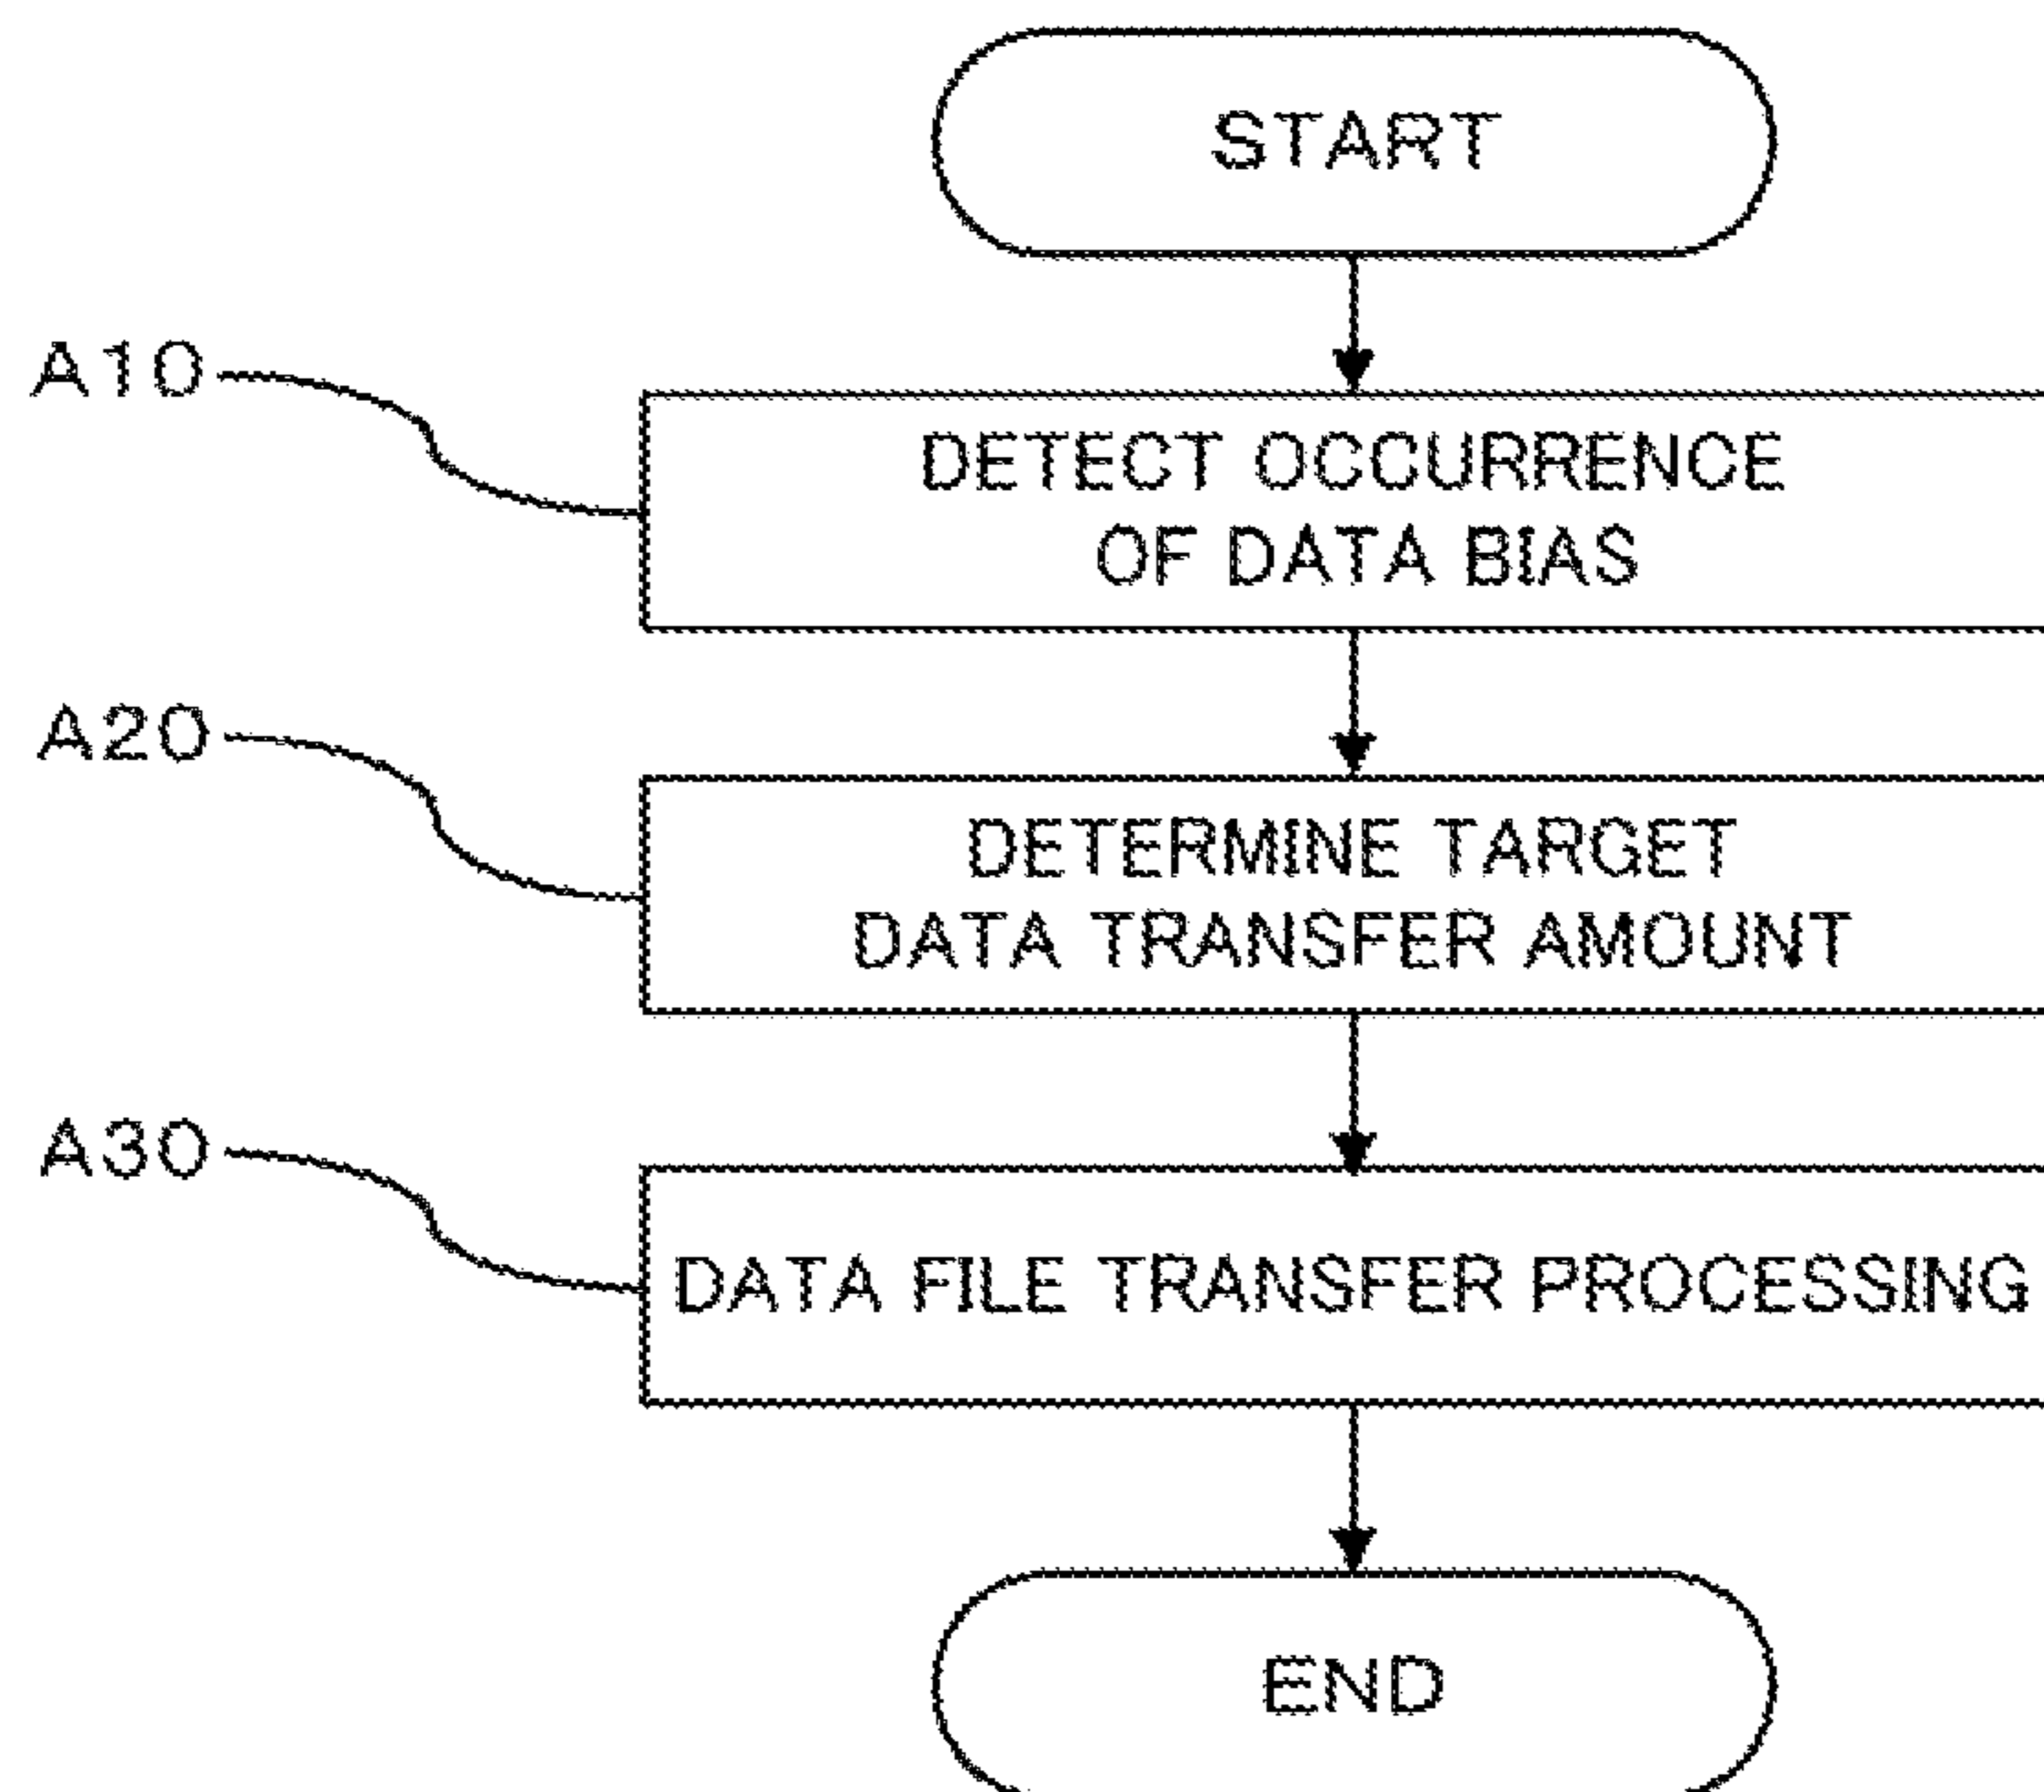 START
A10
DETECT OCCURRENCE
OF DATA BIAS
A20
DETERMINE TARGET
DATA TRANSFER AMOUNT
A30
DATA FILE TRANSFER PROCESSING
END